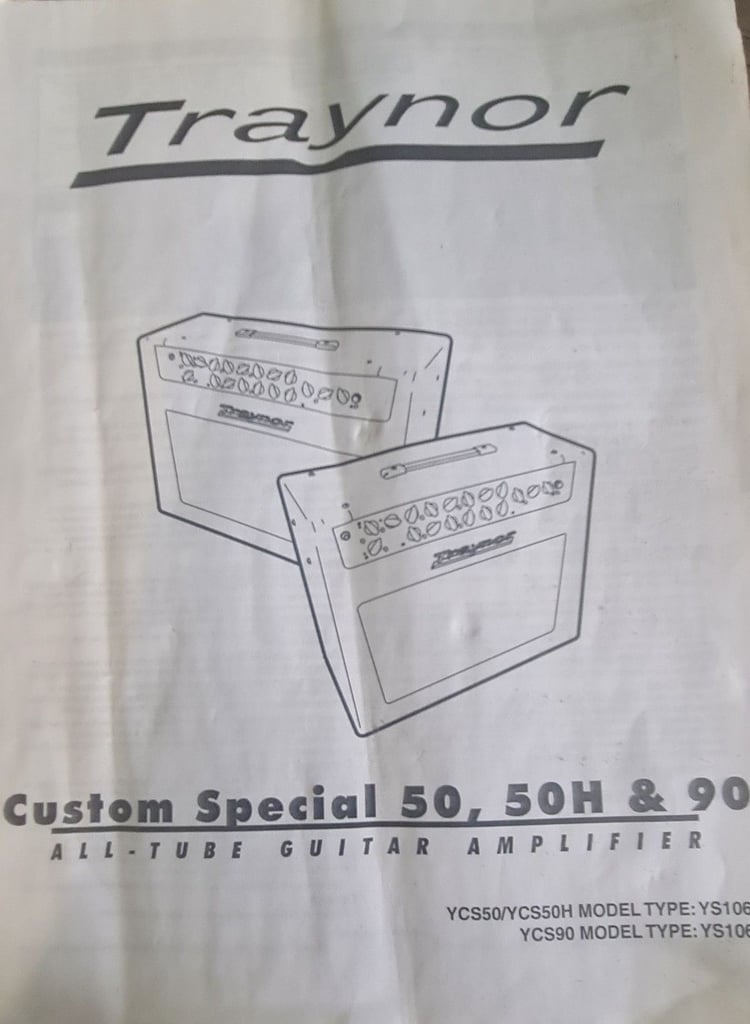 Traynor
Traynor
Traynor
Custom Special 50, 50H & 90
ALL-TUBE GUITAR AMPLIFIER
YCS50/YCS50H MODEL TYPE: YS106
YCS90 MODEL TYPE: YS106